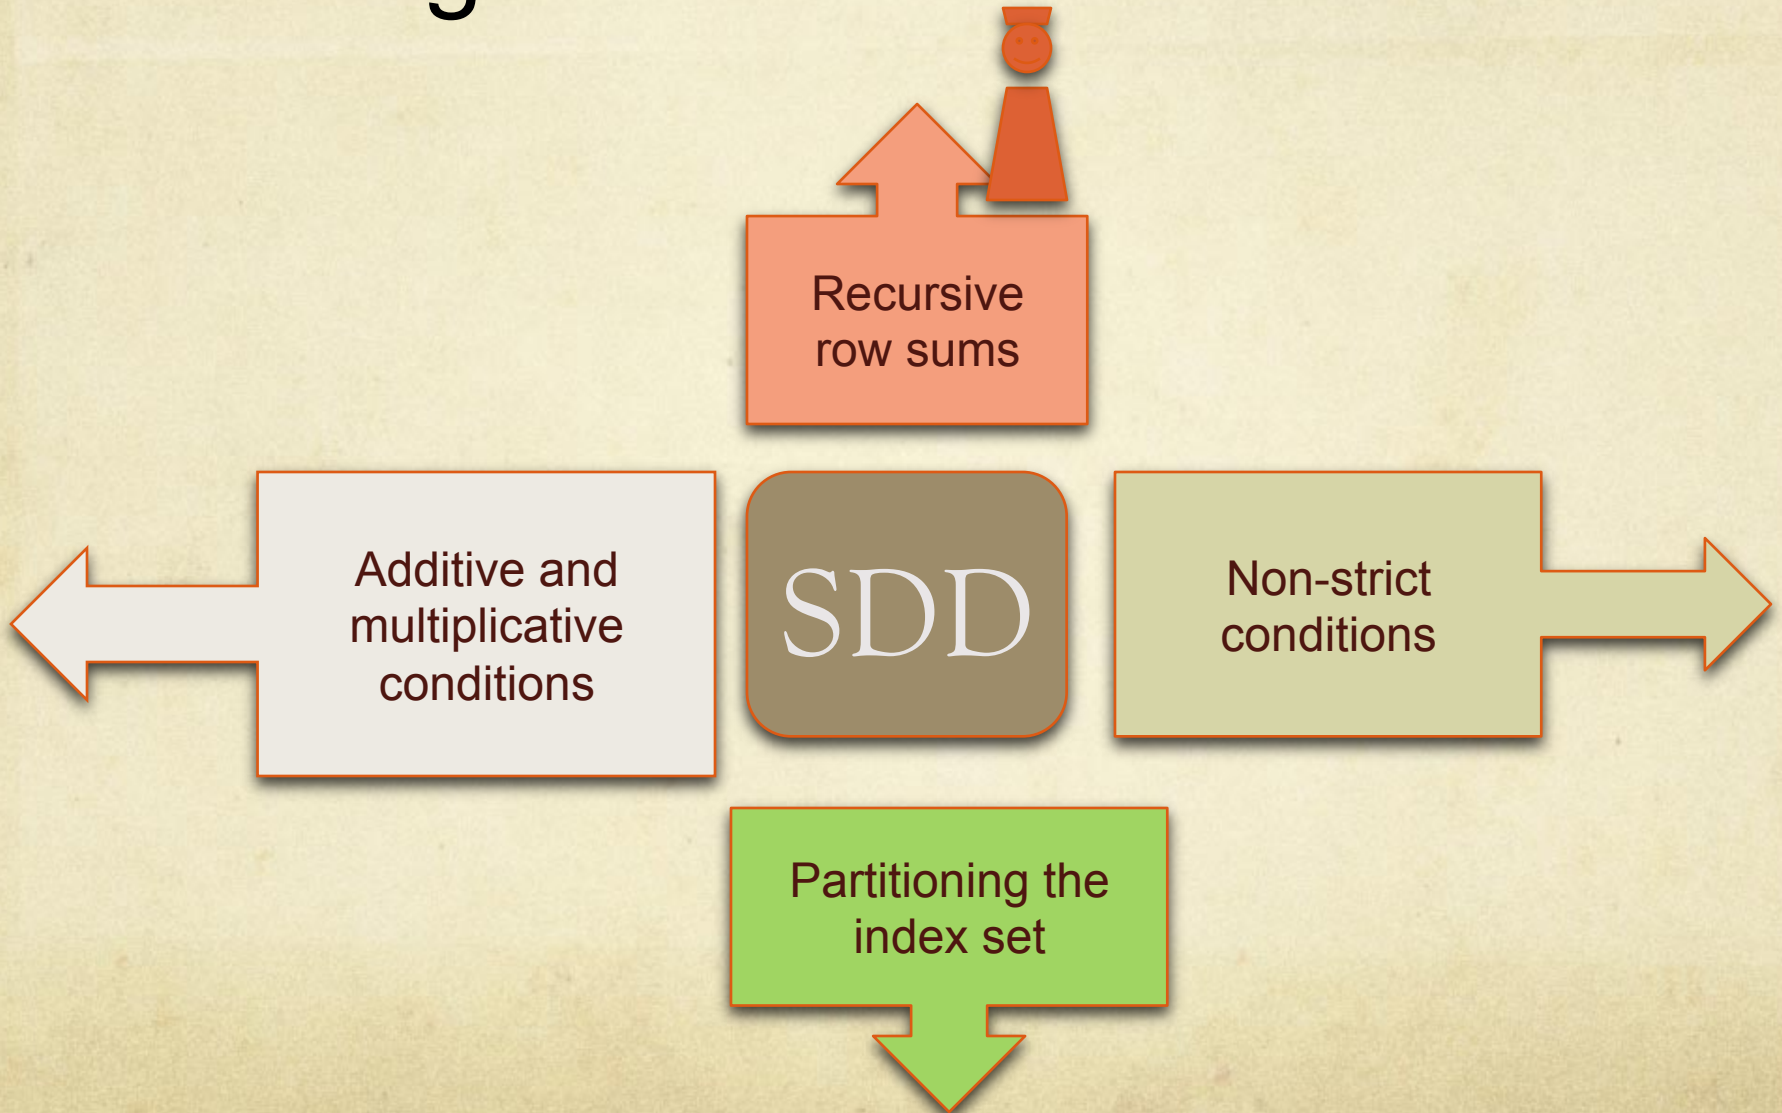 Recursive
row sums
Additive and
multiplicative
conditions
SDD
Non-strict
conditions
Partitioning the
index set